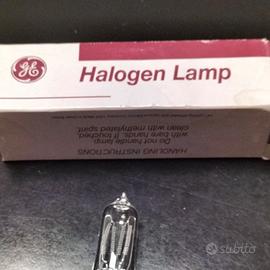 GE
Halogen Lamp
HANDLING INSTRUCTIONS
Do not handle lamp
with bare hands. If touched,
clean with methylated spirit.
subito